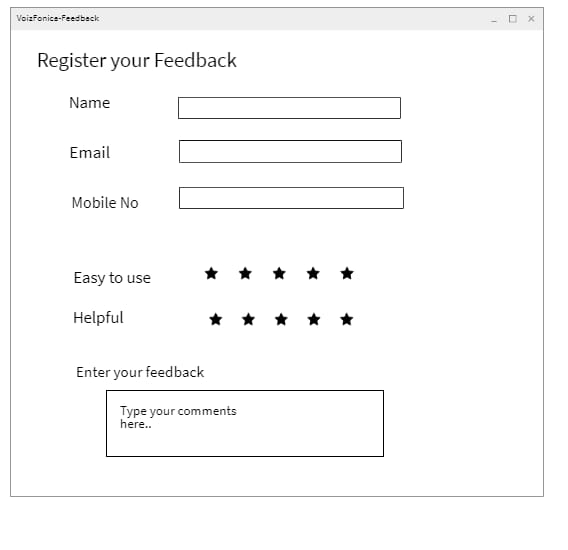 VoizFonica-Feedback
Register your Feedback
Name
Email
Mobile No
Easy to use
Helpful
Enter your feedback
Type your comments
here..